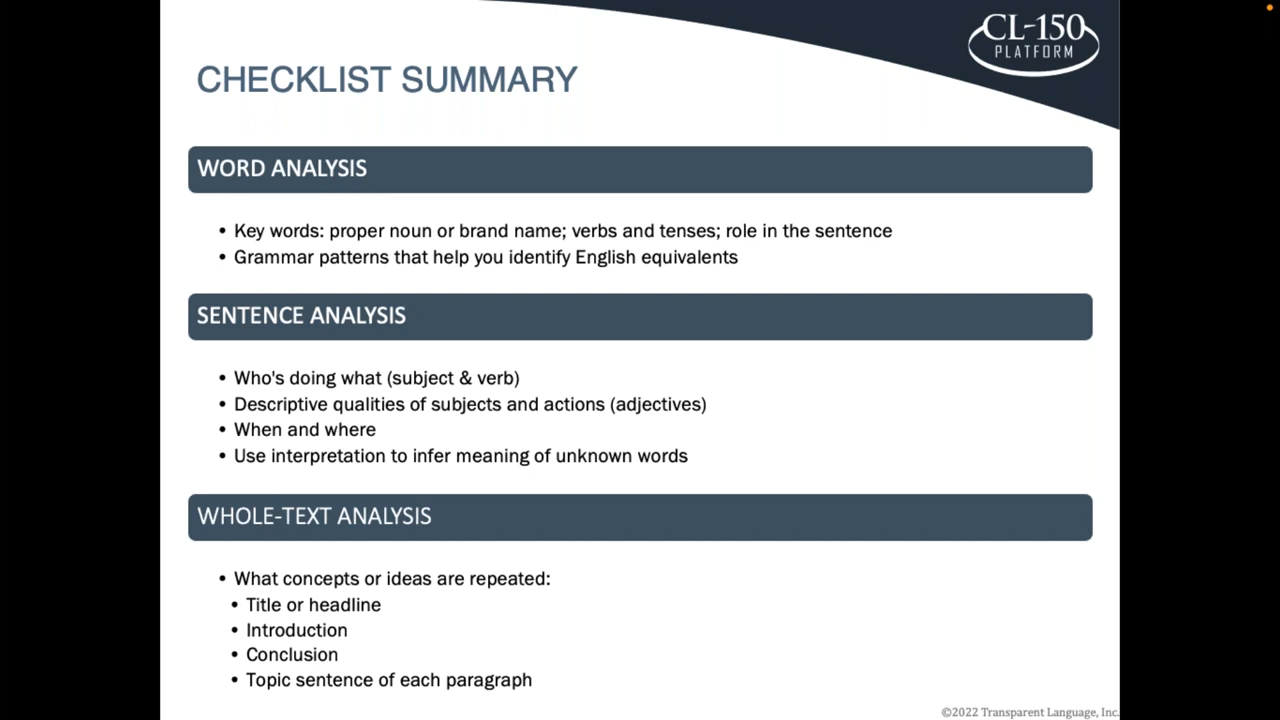 CL-150
PLATFORM
CHECKLIST SUMMARY
WORD ANALYSIS
• Key words: proper noun or brand name; verbs and tenses; role in the sentence
• Grammar patterns that help you identify English equivalents
SENTENCE ANALYSIS
• Who's doing what (subject & verb)
• Descriptive qualities of subjects and actions (adjectives)
• When and where
• Use interpretation to infer meaning of unknown words
WHOLE-TEXT ANALYSIS
• What concepts or ideas are repeated:
• Title or headline
• Introduction
• Conclusion
• Topic sentence of each paragraph
©2022 Transparent Language, Inc.